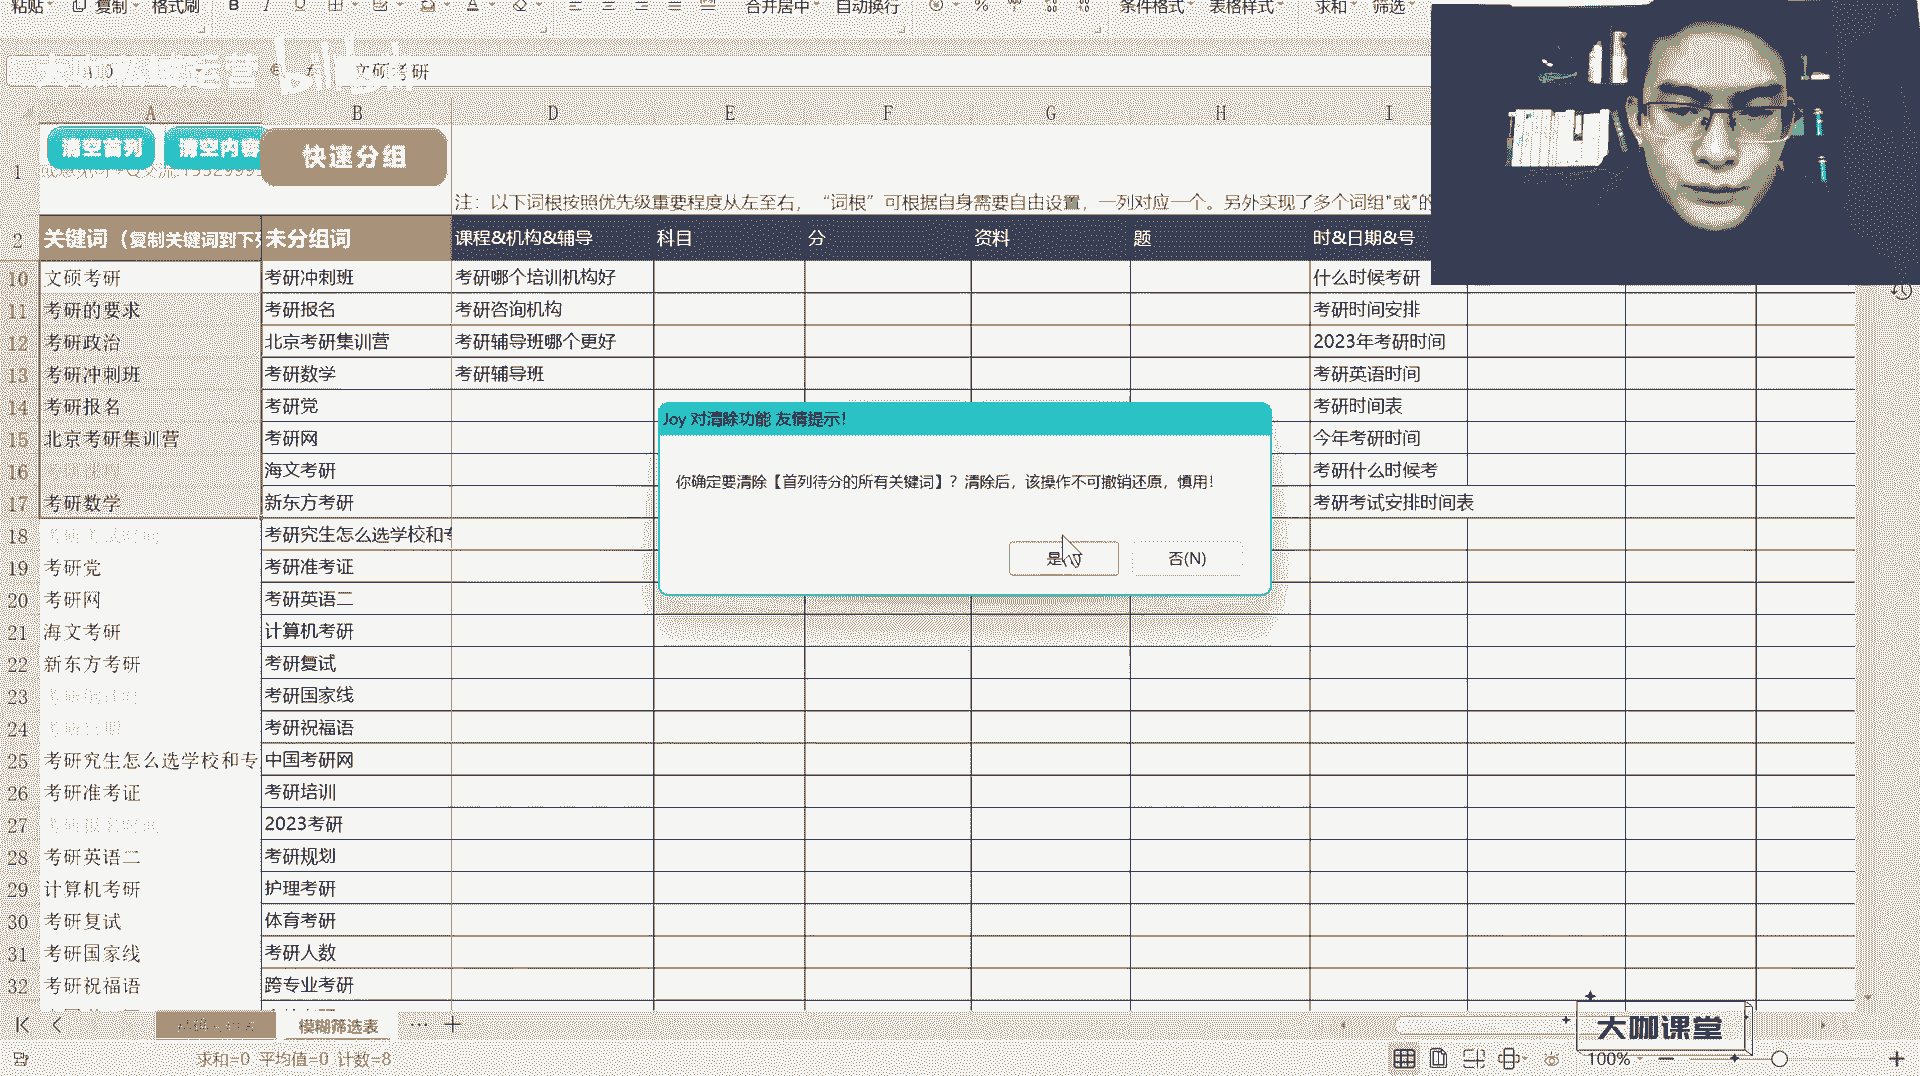 粘贴 复制 格式刷 B I U 合并居中 自动换行 % 条件格式 表格样式 求和 筛选
文硕考研
A B D E F G H I
清空首列 清空内容 快速分组
1
注：以下词根按照优先级重要程度从左至右，“词根”可根据自身需要自由设置，一列对应一个。另外实现了多个词组"或"的
2 关键词（复制关键词到下列 未分组词 课程&机构&辅导 科目 分 资料 题 时&日期&号
10 文硕考研 考研冲刺班 考研哪个培训机构好 什么时候考研
11 考研的要求 考研报名 考研咨询机构 考研时间安排
12 考研政治 北京考研集训营 考研辅导班哪个更好 2023年考研时间
13 考研冲刺班 考研数学 考研辅导班 考研英语时间
14 考研报名 考研党 考研时间表
15 北京考研集训营 考研网 今年考研时间
16 海文考研 考研什么时候考
17 考研数学 新东方考研 考研考试安排时间表
18 考研究生怎么选学校和专
19 考研党 考研准考证
20 考研网 考研英语二
21 海文考研 计算机考研
22 新东方考研 考研复试
23 考研国家线
24 考研祝福语
25 考研究生怎么选学校和专 中国考研网
26 考研准考证 考研培训
27 2023考研
28 考研英语二 考研规划
29 计算机考研 护理考研
30 考研复试 体育考研
31 考研国家线 考研人数
32 考研祝福语 跨专业考研
Joy 对清除功能 友情提示！
你确定要清除【首列待分的所有关键词】？清除后，该操作不可撤销还原，慎用！
是(Y) 否(N)
模糊筛选表 ··· +
大咖课堂
求和=0 平均值=0 计数=8 100%